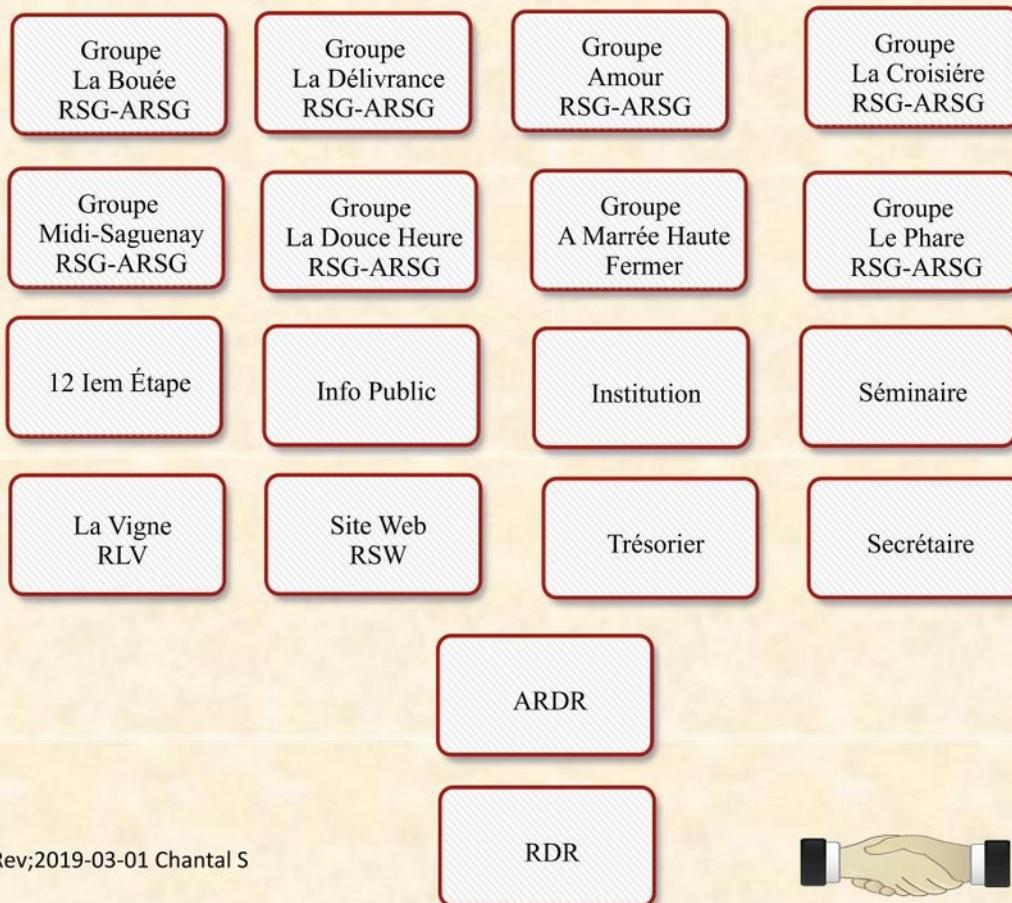 Groupe
La Bouée
RSG-ARSG
Groupe
La Délivrance
RSG-ARSG
Groupe
Amour
RSG-ARSG
Groupe
La Croisiére
RSG-ARSG
Groupe
Midi-Saguenay
RSG-ARSG
Groupe
La Douce Heure
RSG-ARSG
Groupe
A Marrée Haute
Fermer
Groupe
Le Phare
RSG-ARSG
12 Iem Étape
Info Public
Institution
Séminaire
La Vigne
RLV
Site Web
RSW
Trésorier
Secrétaire
ARDR
RDR
Rev;2019-03-01 Chantal S